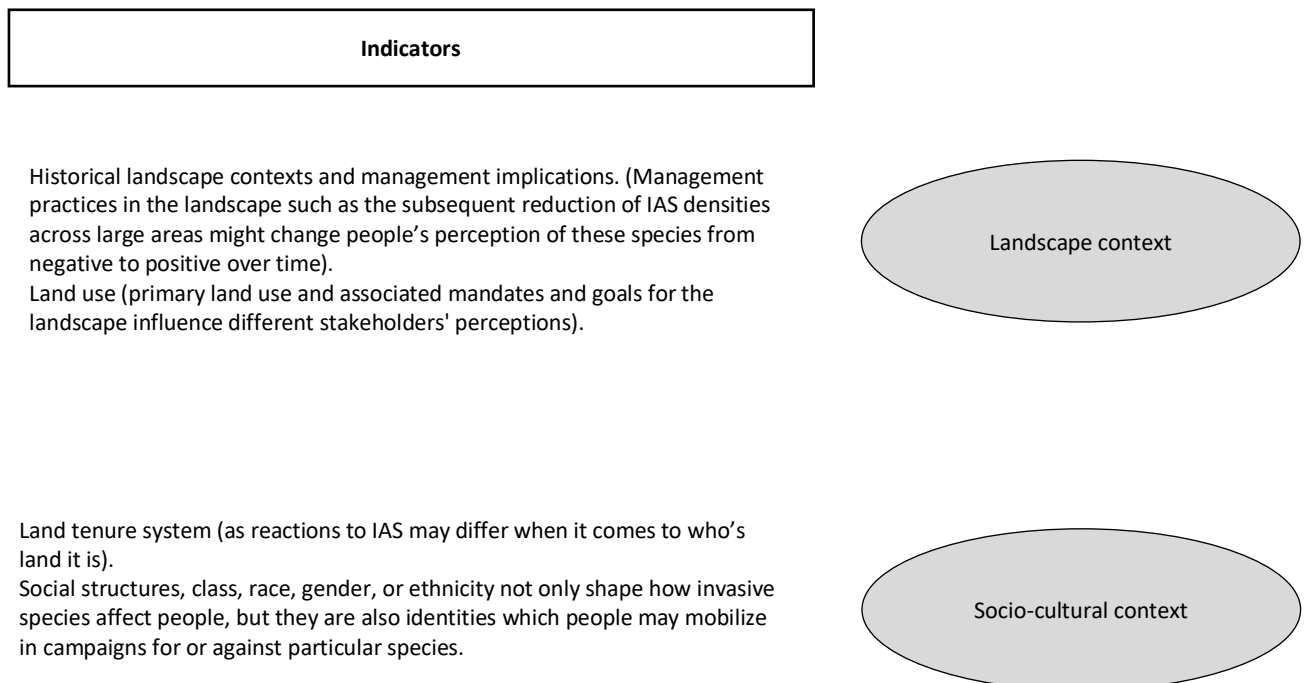 Indicators
Historical landscape contexts and management implications. (Management
practices in the landscape such as the subsequent reduction of IAS densities
across large areas might change people’s perception of these species from
negative to positive over time).
Land use (primary land use and associated mandates and goals for the
landscape influence different stakeholders' perceptions).
Landscape context
Land tenure system (as reactions to IAS may differ when it comes to who’s
land it is).
Social structures, class, race, gender, or ethnicity not only shape how invasive
species affect people, but they are also identities which people may mobilize
in campaigns for or against particular species.
Socio-cultural context